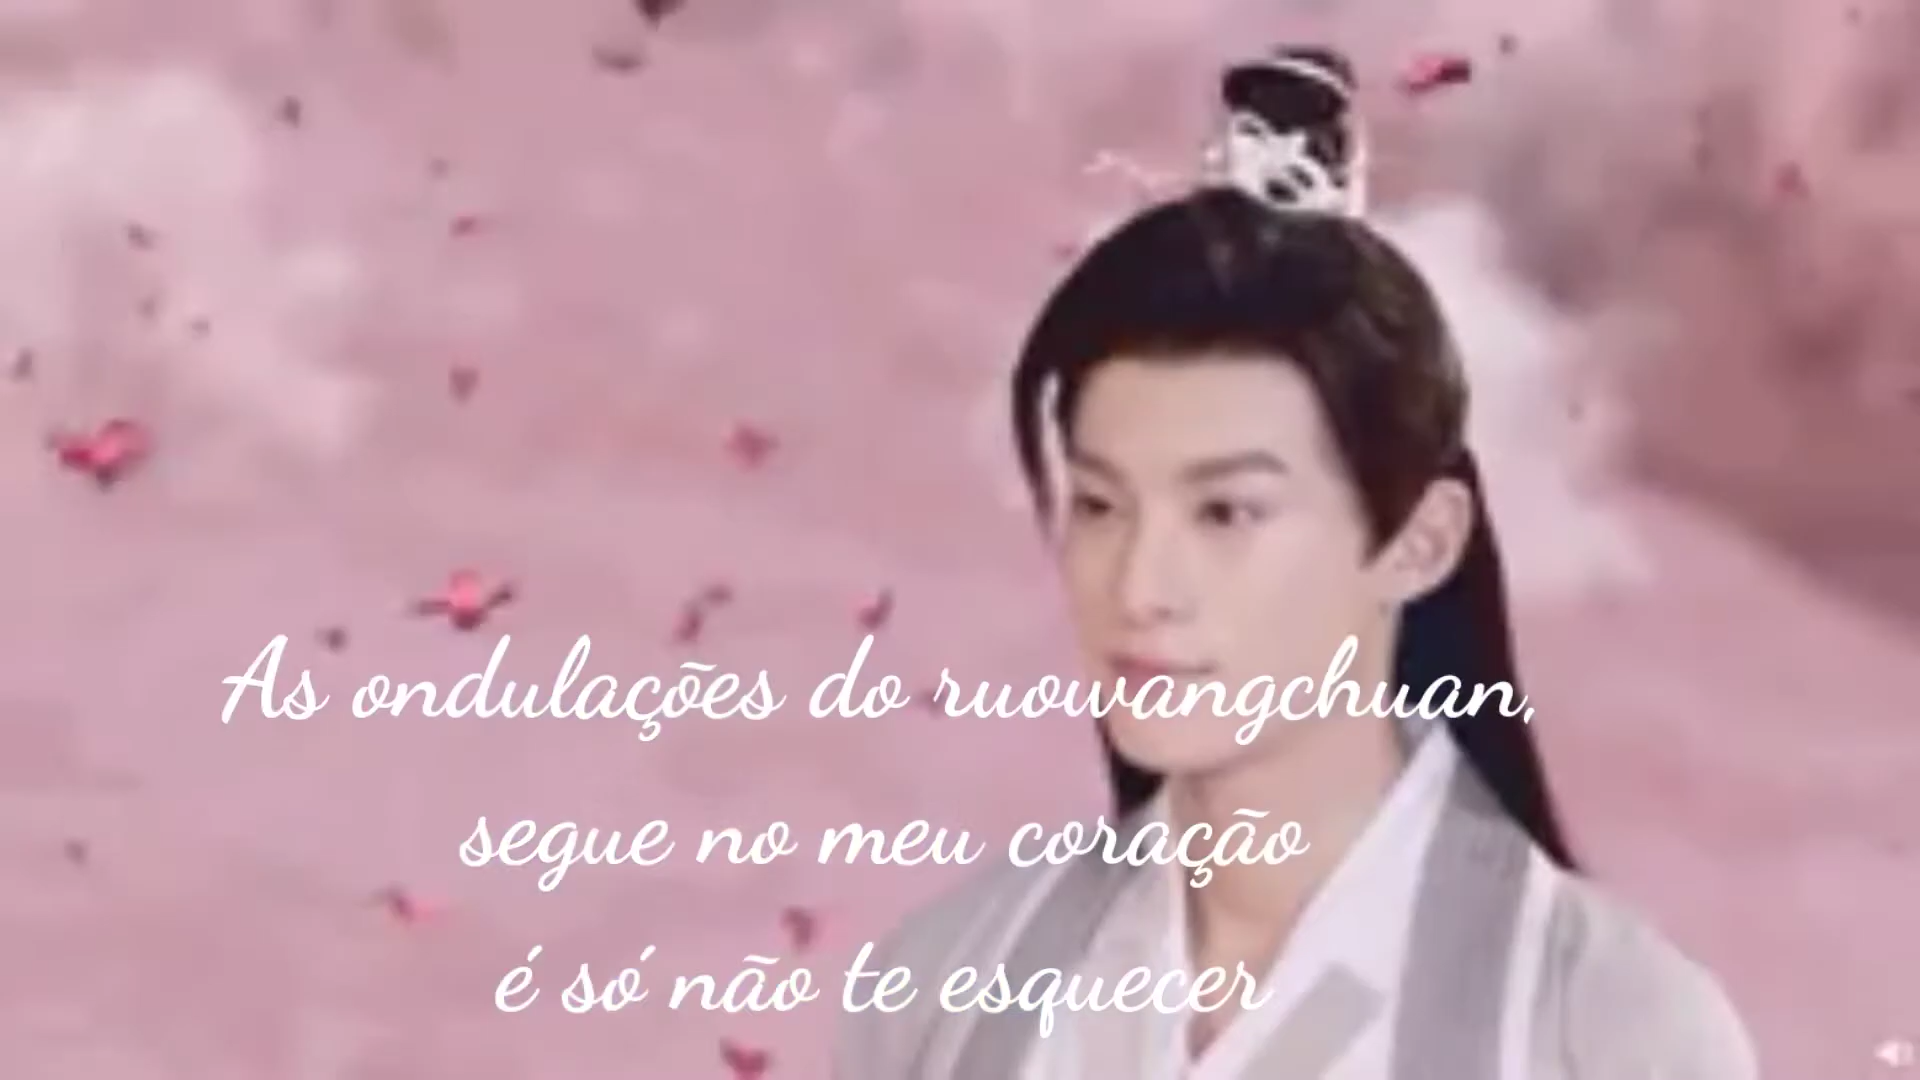 As ondulações do ruowangchuan,
segue no meu coração
é só não te esquecer